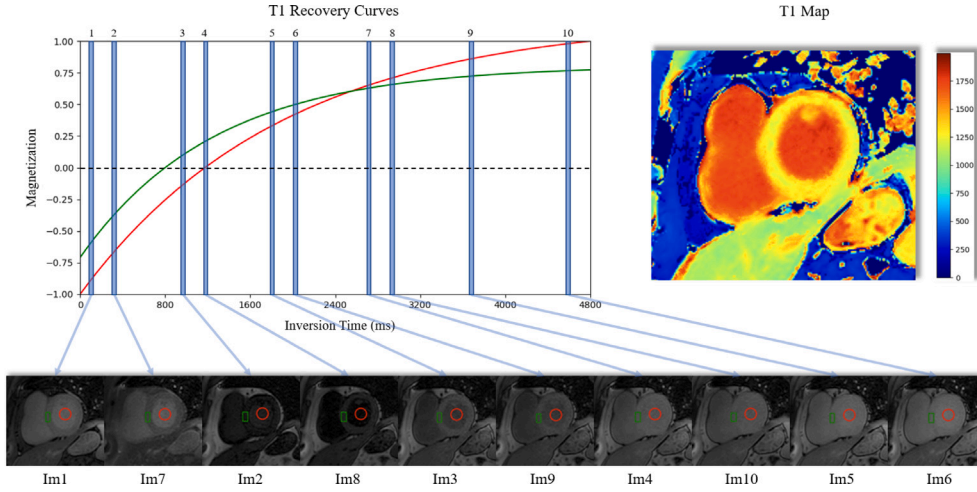 T1 Recovery Curves
T1 Map
1 2 3 4 5 6 7 8 9 10
1.00
0.75
0.50
0.25
0.00
−0.25
−0.50
−0.75
−1.00
Magnetization
0 800 1600 2400 3200 4000 4800
Inversion Time (ms)
1750
1500
1250
1000
750
500
250
0
Im1 Im7 Im2 Im8 Im3 Im9 Im4 Im10 Im5 Im6